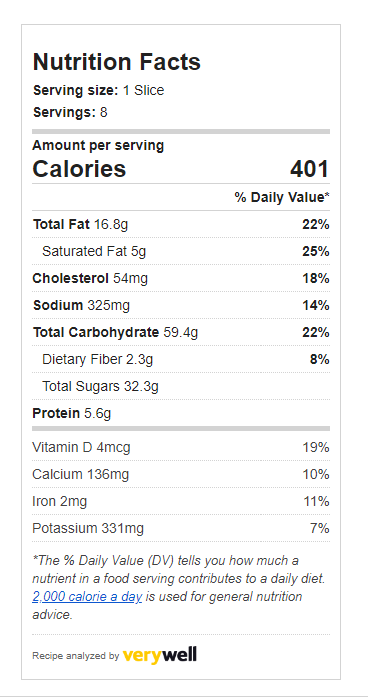 Nutrition Facts
Serving size: 1 Slice
Servings: 8
Amount per serving
Calories 401
% Daily Value*
Total Fat 16.8g 22%
Saturated Fat 5g 25%
Cholesterol 54mg 18%
Sodium 325mg 14%
Total Carbohydrate 59.4g 22%
Dietary Fiber 2.3g 8%
Total Sugars 32.3g
Protein 5.6g
Vitamin D 4mcg 19%
Calcium 136mg 10%
Iron 2mg 11%
Potassium 331mg 7%
*The % Daily Value (DV) tells you how much a
nutrient in a food serving contributes to a daily diet.
2,000 calorie a day is used for general nutrition
advice.
Recipe analyzed by verywell